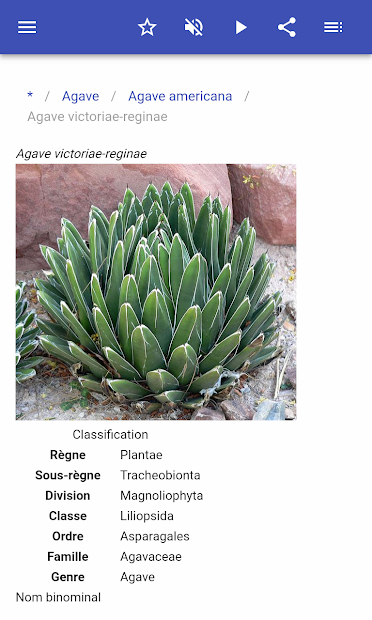 * / Agave / Agave americana /
Agave victoriae-reginae
Agave victoriae-reginae
Classification
Règne Plantae
Sous-règne Tracheobionta
Division Magnoliophyta
Classe Liliopsida
Ordre Asparagales
Famille Agavaceae
Genre Agave
Nom binominal